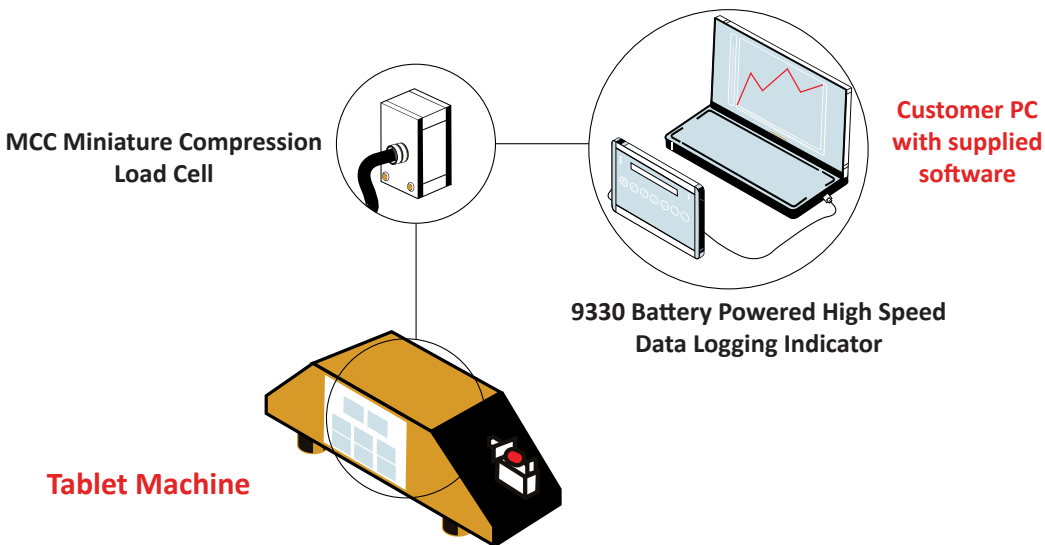 MCC Miniature Compression
Load Cell
Customer PC
with supplied
software
9330 Battery Powered High Speed
Data Logging Indicator
Tablet Machine